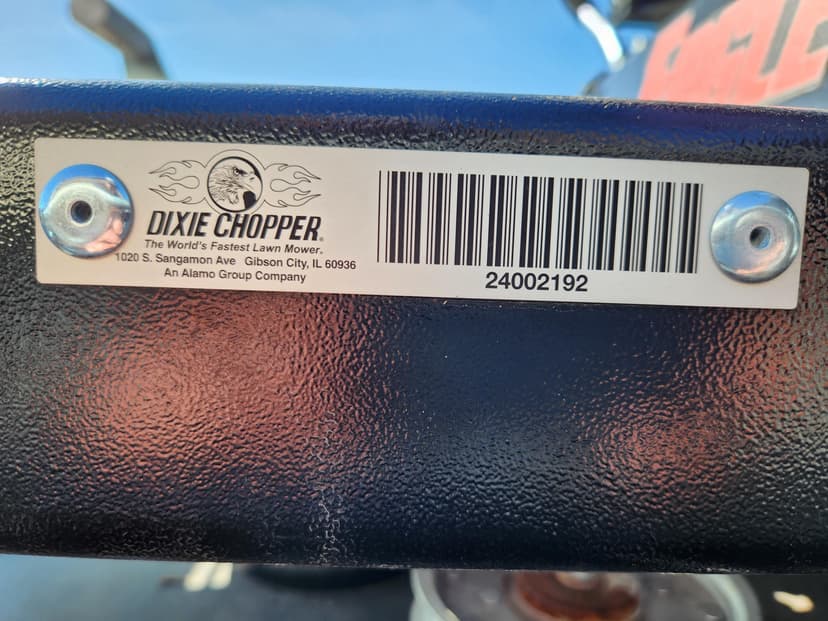 EAGLE
DIXIE CHOPPER®
The World's Fastest Lawn Mower.
1020 S. Sangamon Ave Gibson City, IL 60936
An Alamo Group Company
24002192